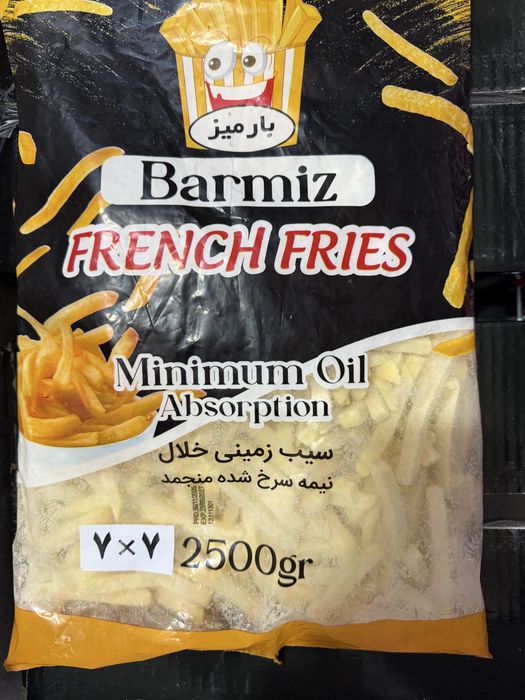 بارمیز
Barmiz
FRENCH FRIES
Minimum Oil
Absorption
سیب زمینی خلال
نیمه سرخ شده منجمد
۷×۷ 2500gr